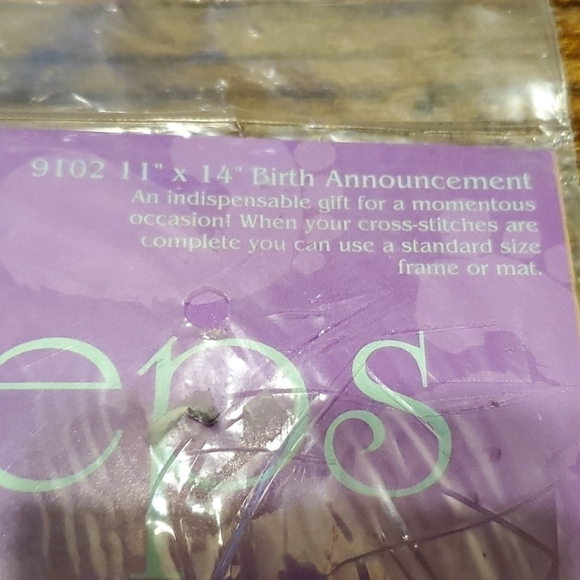 9102 11" x 14" Birth Announcement
An indispensable gift for a momentous
occasion! When your cross-stitches are
complete you can use a standard size
frame or mat.
eps